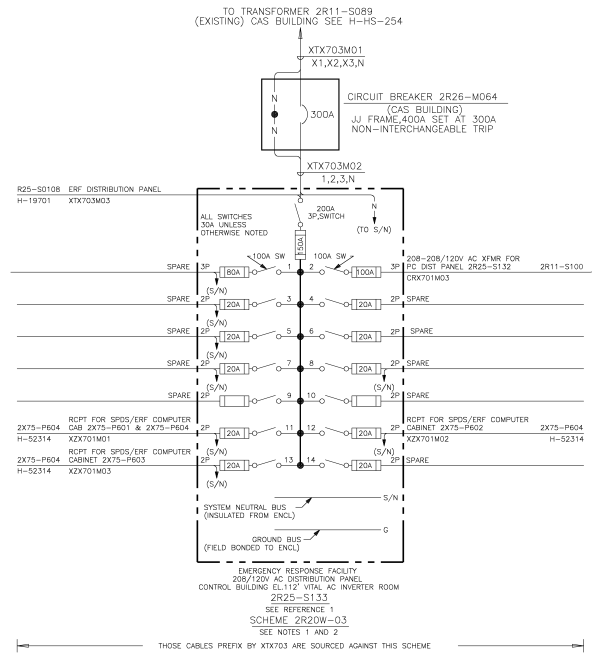 TO TRANSFORMER 2R11-S089
(EXISTING) CAS BUILDING SEE H-HS-254
XTX703M01
X1,X2,X3,N
N
300A
N
CIRCUIT BREAKER 2R26-M064
(CAS BUILDING)
JJ FRAME,400A SET AT 300A
NON-INTERCHANGEABLE TRIP
XTX703M02
1,2,3,N
R25-S0108 ERF DISTRIBUTION PANEL
H-19701 XTX703M03
ALL SWITCHES
30A UNLESS
OTHERWISE NOTED
200A
3P,SWITCH
N
(TO S/N)
150A
100A SW 100A SW
SPARE 3P 80A 1 2 100A 3P
(S/N)
208-208/120V AC XFMR FOR
PC DIST PANEL 2R25-S132 2R11-S100
CRX701M03
SPARE 2P 20A 3 4 20A 2P SPARE
(S/N)
SPARE 2P 20A 5 6 20A 2P SPARE
(S/N)
SPARE 2P 20A 7 8 20A 2P SPARE
(S/N) (S/N)
SPARE 2P 9 10 2P SPARE
RCPT FOR SPDS/ERF COMPUTER
2X75-P604 CAB 2X75-P601 & 2X75-P604 2P 20A 11 12 20A 2P
H-52314 XZX701M01
(S/N) (S/N)
RCPT FOR SPDS/ERF COMPUTER
CABINET 2X75-P602 2X75-P604
XZX701M02 H-52314
RCPT FOR SPDS/ERF COMPUTER
2X75-P604 CABINET 2X75-P603 2P 20A 13 14 20A 2P SPARE
H-52314 XZX701M03
(S/N)
S/N
SYSTEM NEUTRAL BUS
(INSULATED FROM ENCL)
G
GROUND BUS
(FIELD BONDED TO ENCL)
EMERGENCY RESPONSE FACILITY
208/120V AC DISTRIBUTION PANEL
CONTROL BUILDING EL.112' VITAL AC INVERTER ROOM
2R25-S133
SEE REFERENCE 1
SCHEME 2R20W-03
SEE NOTES 1 AND 2
THOSE CABLES PREFIX BY XTX703 ARE SOURCED AGAINST THIS SCHEME